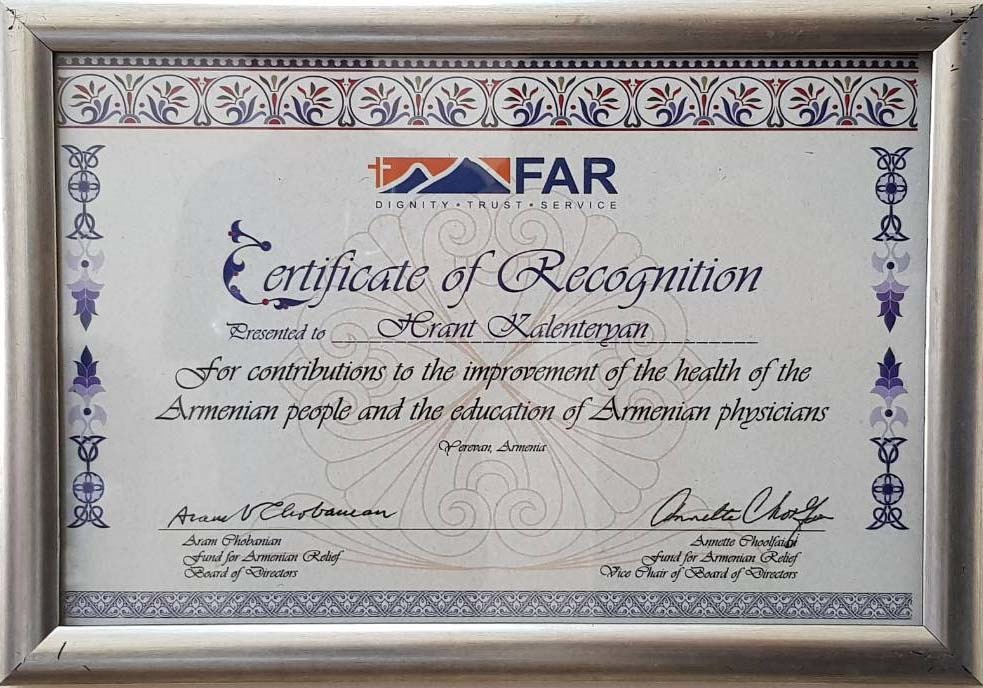 FAR
DIGNITY • TRUST • SERVICE
Certificate of Recognition
Presented to Hrant Kalenteryan
For contributions to the improvement of the health of the
Armenian people and the education of Armenian physicians
Yerevan, Armenia
Aram V Chobanian
Annette Choolfaian
Aram Chobanian
Annette Choolfaian
Fund for Armenian Relief
Fund for Armenian Relief
Board of Directors
Vice Chair of Board of Directors